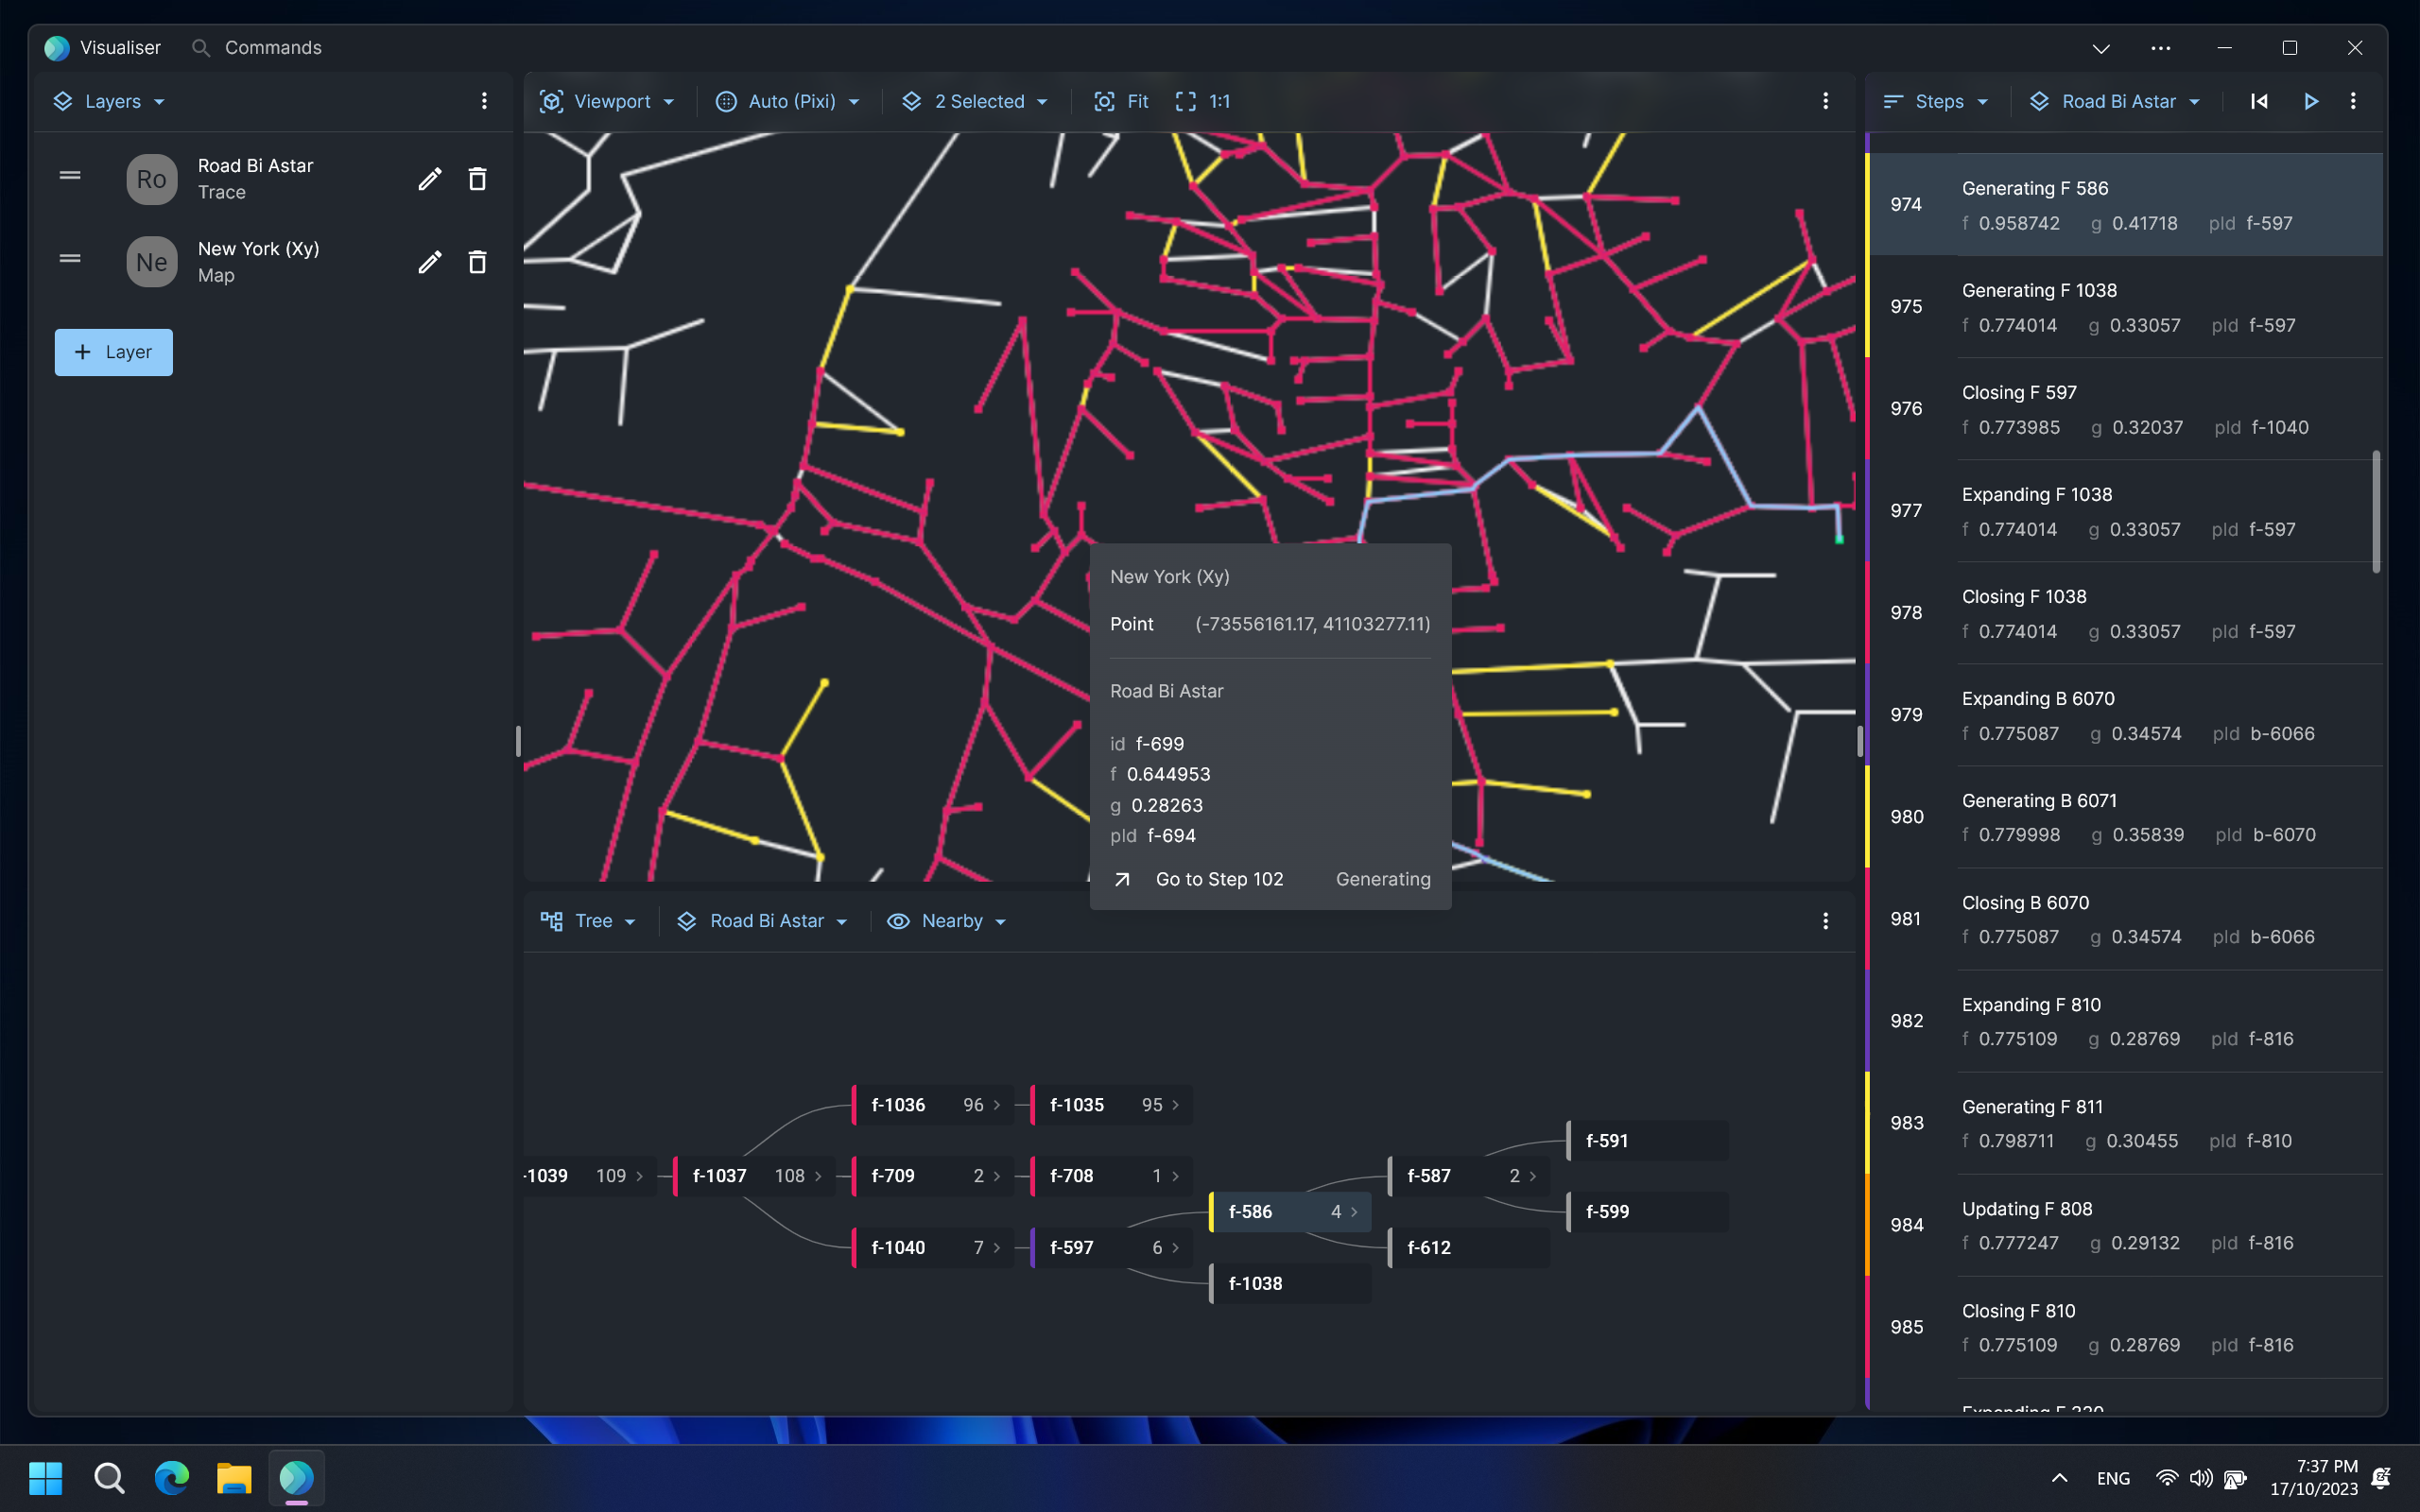 Visualiser
Commands
Layers
Ro
Road Bi Astar
Trace
Ne
New York (Xy)
Map
Layer
Viewport
Auto (Pixi)
2 Selected
Fit
1:1
New York (Xy)
Point (-73556161.17, 41103277.11)
Road Bi Astar
id f-699
f 0.644953
g 0.28263
pId f-694
Go to Step 102 Generating
Tree
Road Bi Astar
Nearby
f-1036 96
f-1035 95
f-591
-1039 109
f-1037 108
f-709 2
f-708 1
f-587 2
f-586 4
f-599
f-1040 7
f-597 6
f-612
f-1038
Steps
Road Bi Astar
974
Generating F 586
f 0.958742 g 0.41718 pId f-597
975
Generating F 1038
f 0.774014 g 0.33057 pId f-597
976
Closing F 597
f 0.773985 g 0.32037 pId f-1040
977
Expanding F 1038
f 0.774014 g 0.33057 pId f-597
978
Closing F 1038
f 0.774014 g 0.33057 pId f-597
979
Expanding B 6070
f 0.775087 g 0.34574 pId b-6066
980
Generating B 6071
f 0.779998 g 0.35839 pId b-6070
981
Closing B 6070
f 0.775087 g 0.34574 pId b-6066
982
Expanding F 810
f 0.775109 g 0.28769 pId f-816
983
Generating F 811
f 0.798711 g 0.30455 pId f-810
984
Updating F 808
f 0.777247 g 0.29132 pId f-816
985
Closing F 810
f 0.775109 g 0.28769 pId f-816
ENG
7:37 PM
17/10/2023